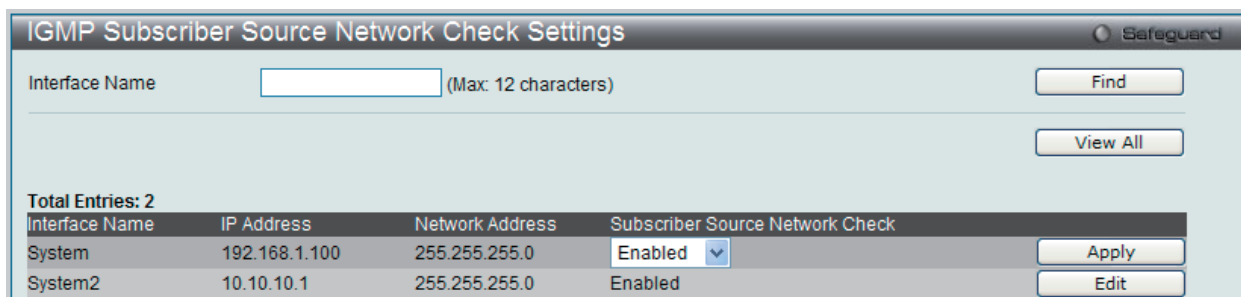 IGMP Subscriber Source Network Check Settings Safeguard
Interface Name (Max: 12 characters) Find
View All
Total Entries: 2
Interface Name IP Address Network Address Subscriber Source Network Check
System 192.168.1.100 255.255.255.0 Enabled Apply
System2 10.10.10.1 255.255.255.0 Enabled Edit